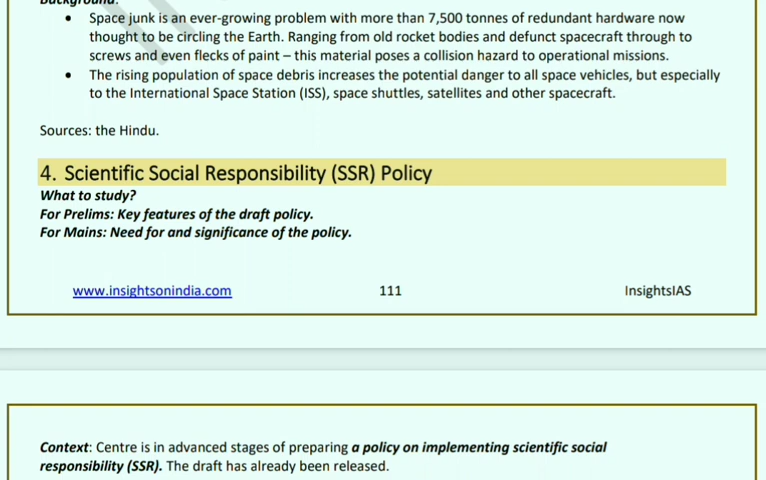 Background:
• Space junk is an ever-growing problem with more than 7,500 tonnes of redundant hardware now
thought to be circling the Earth. Ranging from old rocket bodies and defunct spacecraft through to
screws and even flecks of paint – this material poses a collision hazard to operational missions.
• The rising population of space debris increases the potential danger to all space vehicles, but especially
to the International Space Station (ISS), space shuttles, satellites and other spacecraft.
Sources: the Hindu.
4. Scientific Social Responsibility (SSR) Policy
What to study?
For Prelims: Key features of the draft policy.
For Mains: Need for and significance of the policy.
www.insightsonindia.com 111 InsightsIAS
Context: Centre is in advanced stages of preparing a policy on implementing scientific social
responsibility (SSR). The draft has already been released.